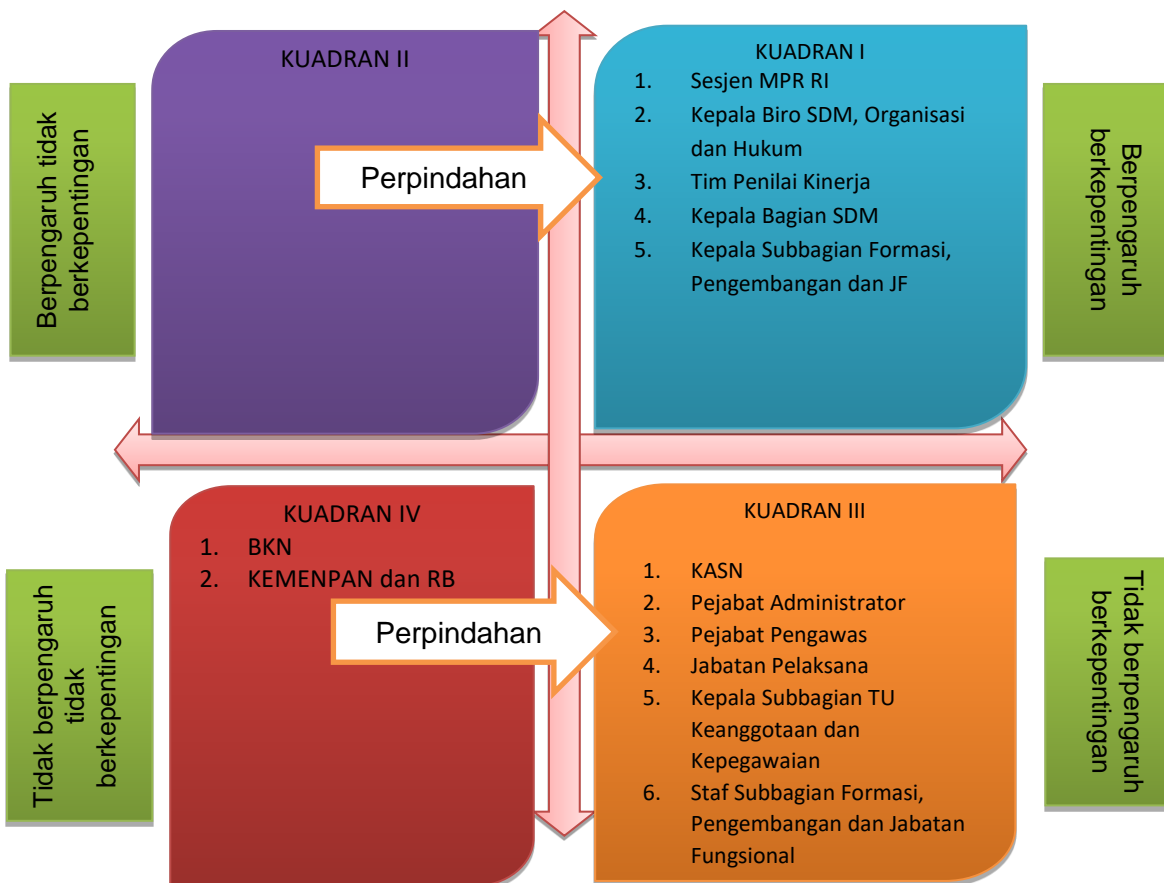 KUADRAN II
Berpengaruh tidak
berkepentingan
Perpindahan
KUADRAN I
1. Sesjen MPR RI
2. Kepala Biro SDM, Organisasi
dan Hukum
3. Tim Penilai Kinerja
4. Kepala Bagian SDM
5. Kepala Subbagian Formasi,
Pengembangan dan JF
Berpengaruh
berkepentingan
KUADRAN IV
1. BKN
2. KEMENPAN dan RB
Tidak berpengaruh
tidak
berkepentingan
Perpindahan
KUADRAN III
1. KASN
2. Pejabat Administrator
3. Pejabat Pengawas
4. Jabatan Pelaksana
5. Kepala Subbagian TU
Keanggotaan dan
Kepegawaian
6. Staf Subbagian Formasi,
Pengembangan dan Jabatan
Fungsional
Tidak berpengaruh
berkepentingan